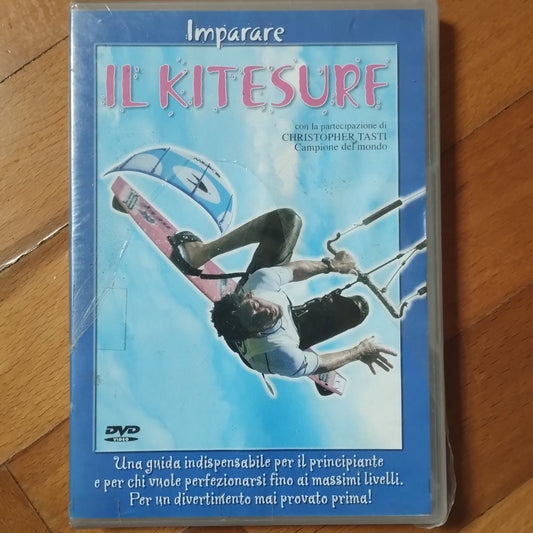 Imparare
IL KITESURF
con la partecipazione di
CHRISTOPHER TASTI
Campione del mondo
DVD
VIDEO
Una guida indispensabile per il principiante
e per chi vuole perfezionarsi fino ai massimi livelli.
Per un divertimento mai provato prima!